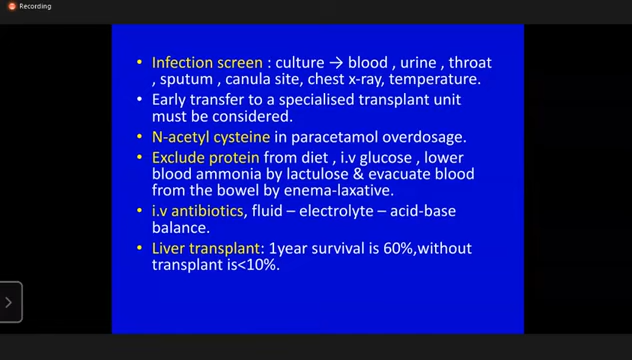 Recording
• Infection screen : culture → blood , urine , throat
, sputum , canula site, chest x-ray, temperature.
• Early transfer to a specialised transplant unit
must be considered.
• N-acetyl cysteine in paracetamol overdosage.
• Exclude protein from diet , i.v glucose , lower
blood ammonia by lactulose & evacuate blood
from the bowel by enema-laxative.
• i.v antibiotics, fluid – electrolyte – acid-base
balance.
• Liver transplant: 1year survival is 60%,without
transplant is<10%.